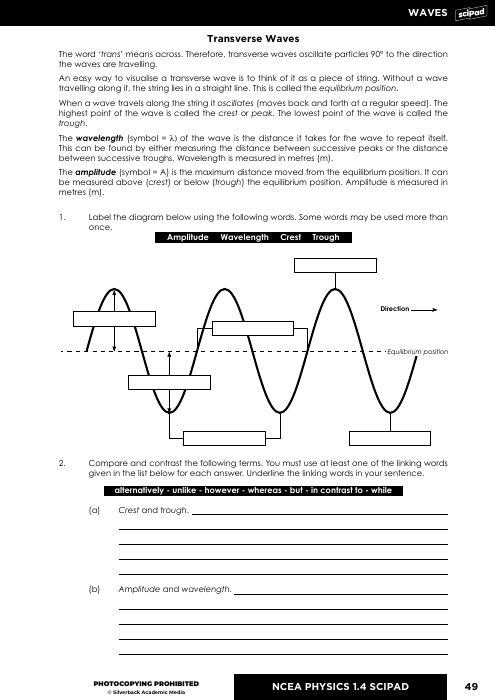 WAVES scipad
Transverse Waves
The word ‘trans’ means across. Therefore, transverse waves oscillate particles 90° to the direction
the waves are travelling.
An easy way to visualise a transverse wave is to think of it as a piece of string. Without a wave
travelling along it, the string lies in a straight line. This is called the equilibrium position.
When a wave travels along the string it oscillates (moves back and forth at a regular speed). The
highest point of the wave is called the crest or peak. The lowest point of the wave is called the
trough.
The wavelength (symbol = λ) of the wave is the distance it takes for the wave to repeat itself.
This can be found by either measuring the distance between successive peaks or the distance
between successive troughs. Wavelength is measured in metres (m).
The amplitude (symbol = A) is the maximum distance moved from the equilibrium position. It can
be measured above (crest) or below (trough) the equilibrium position. Amplitude is measured in
metres (m).
1. Label the diagram below using the following words. Some words may be used more than
once.
Amplitude Wavelength Crest Trough
Direction
Equilibrium position
2. Compare and contrast the following terms. You must use at least one of the linking words
given in the list below for each answer. Underline the linking words in your sentence.
alternatively - unlike - however - whereas - but - in contrast to - while
(a) Crest and trough.
(b) Amplitude and wavelength.
PHOTOCOPYING PROHIBITED
© Silverback Academic Media
NCEA PHYSICS 1.4 SCIPAD
49